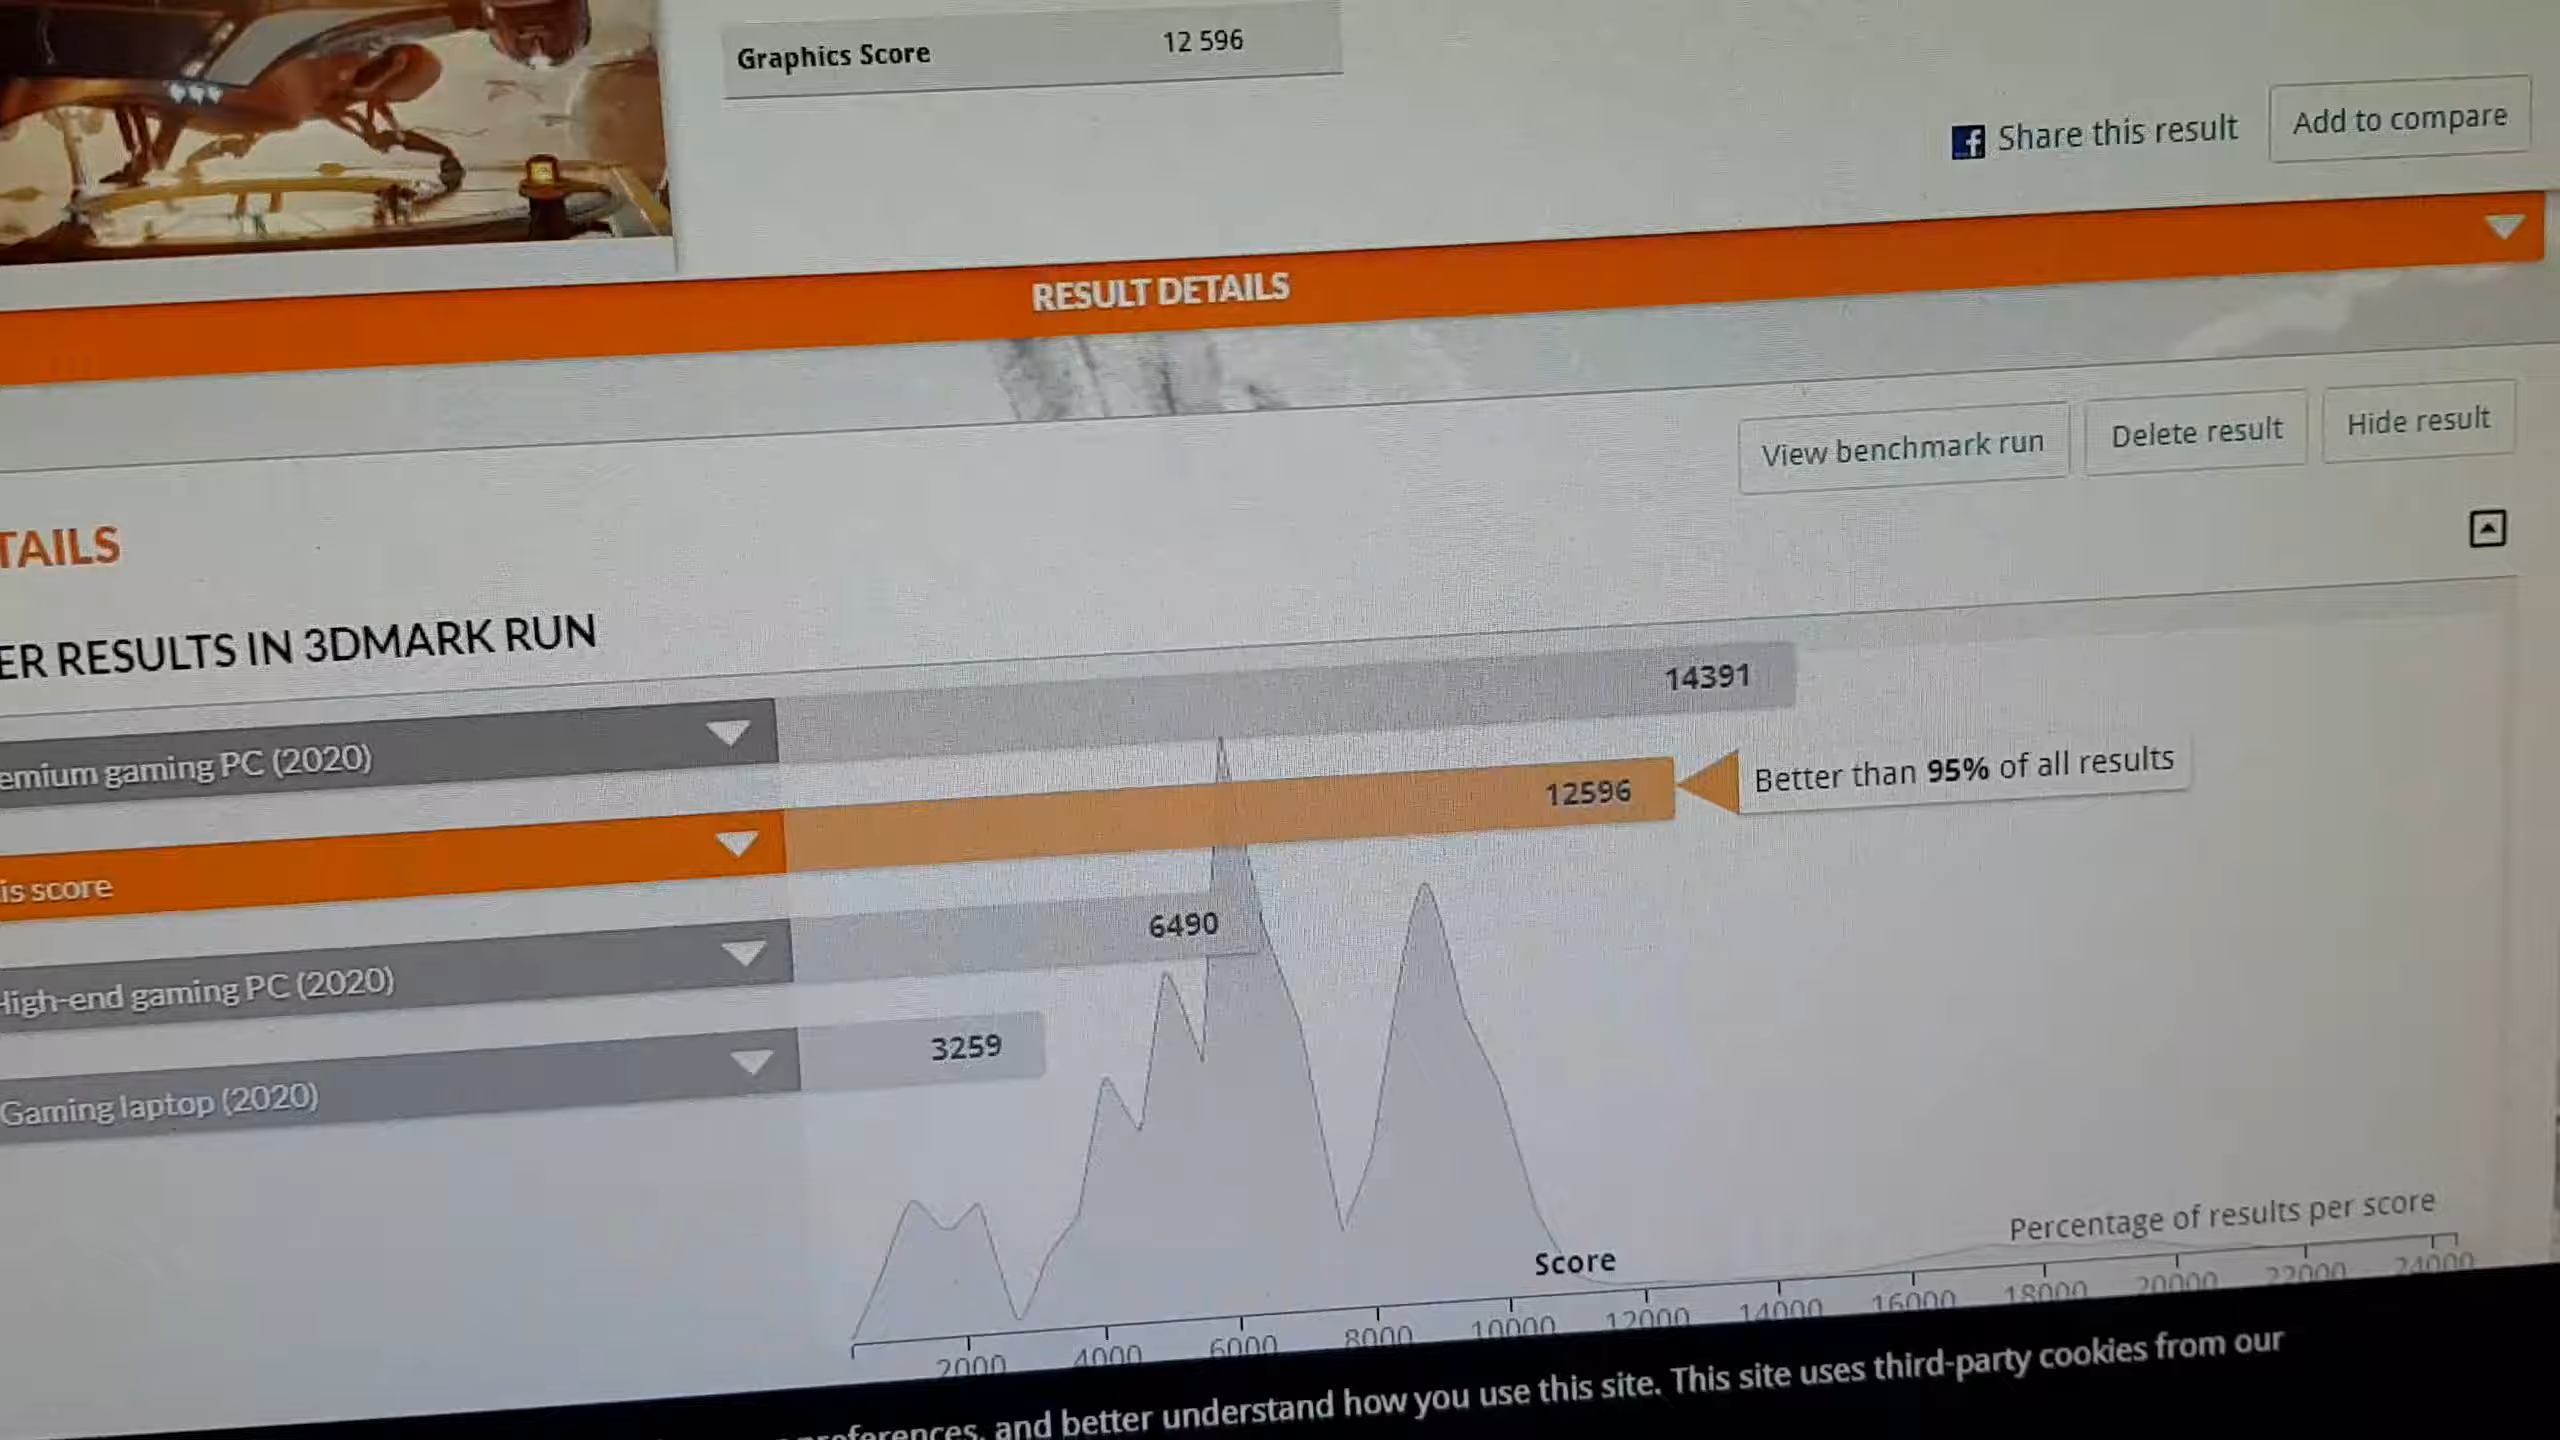 Graphics Score 12 596
Share this result
Add to compare
RESULT DETAILS
View benchmark run
Delete result
Hide result
TAILS
ER RESULTS IN 3DMARK RUN
emium gaming PC (2020) 14391
is score 12596
Better than 95% of all results
High-end gaming PC (2020) 6490
Gaming laptop (2020) 3259
Percentage of results per score
Score
2000 4000 6000 8000 10000 12000 14000 16000 18000 20000 22000 24000
references, and better understand how you use this site. This site uses third-party cookies from our